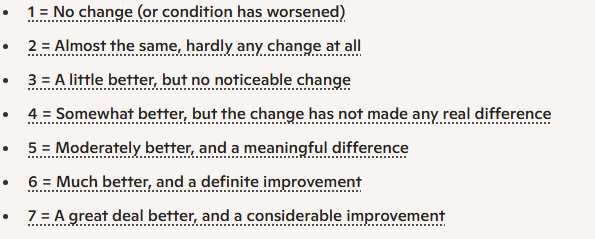 1 = No change (or condition has worsened)
2 = Almost the same, hardly any change at all
3 = A little better, but no noticeable change
4 = Somewhat better, but the change has not made any real difference
5 = Moderately better, and a meaningful difference
6 = Much better, and a definite improvement
7 = A great deal better, and a considerable improvement